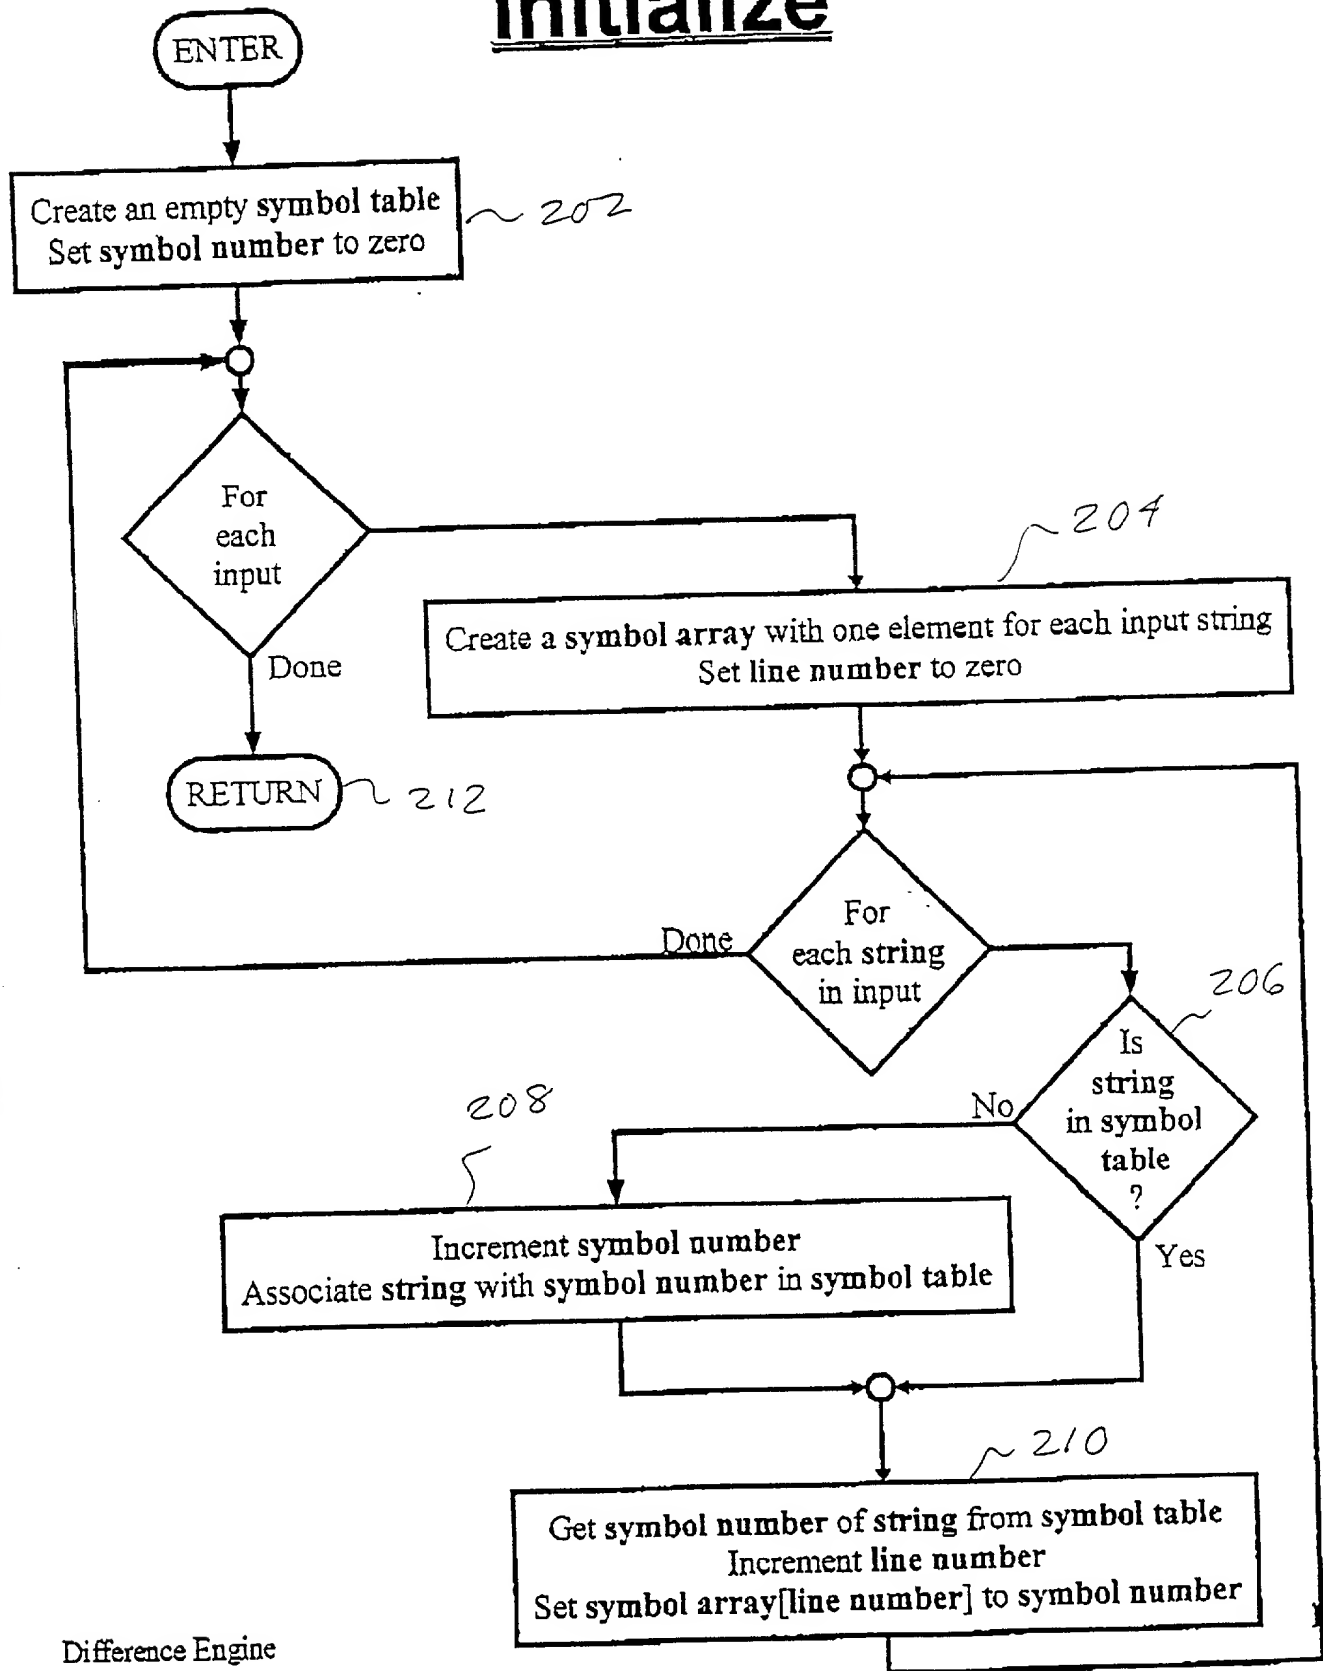 Initialize
ENTER
Create an empty symbol table
Set symbol number to zero
202
For
each
input
204
Create a symbol array with one element for each input string
Set line number to zero
Done
RETURN
212
For
each string
in input
Done
206
Is
string
in symbol
table
?
No
208
Yes
Increment symbol number
Associate string with symbol number in symbol table
210
Get symbol number of string from symbol table
Increment line number
Set symbol array[line number] to symbol number
Difference Engine